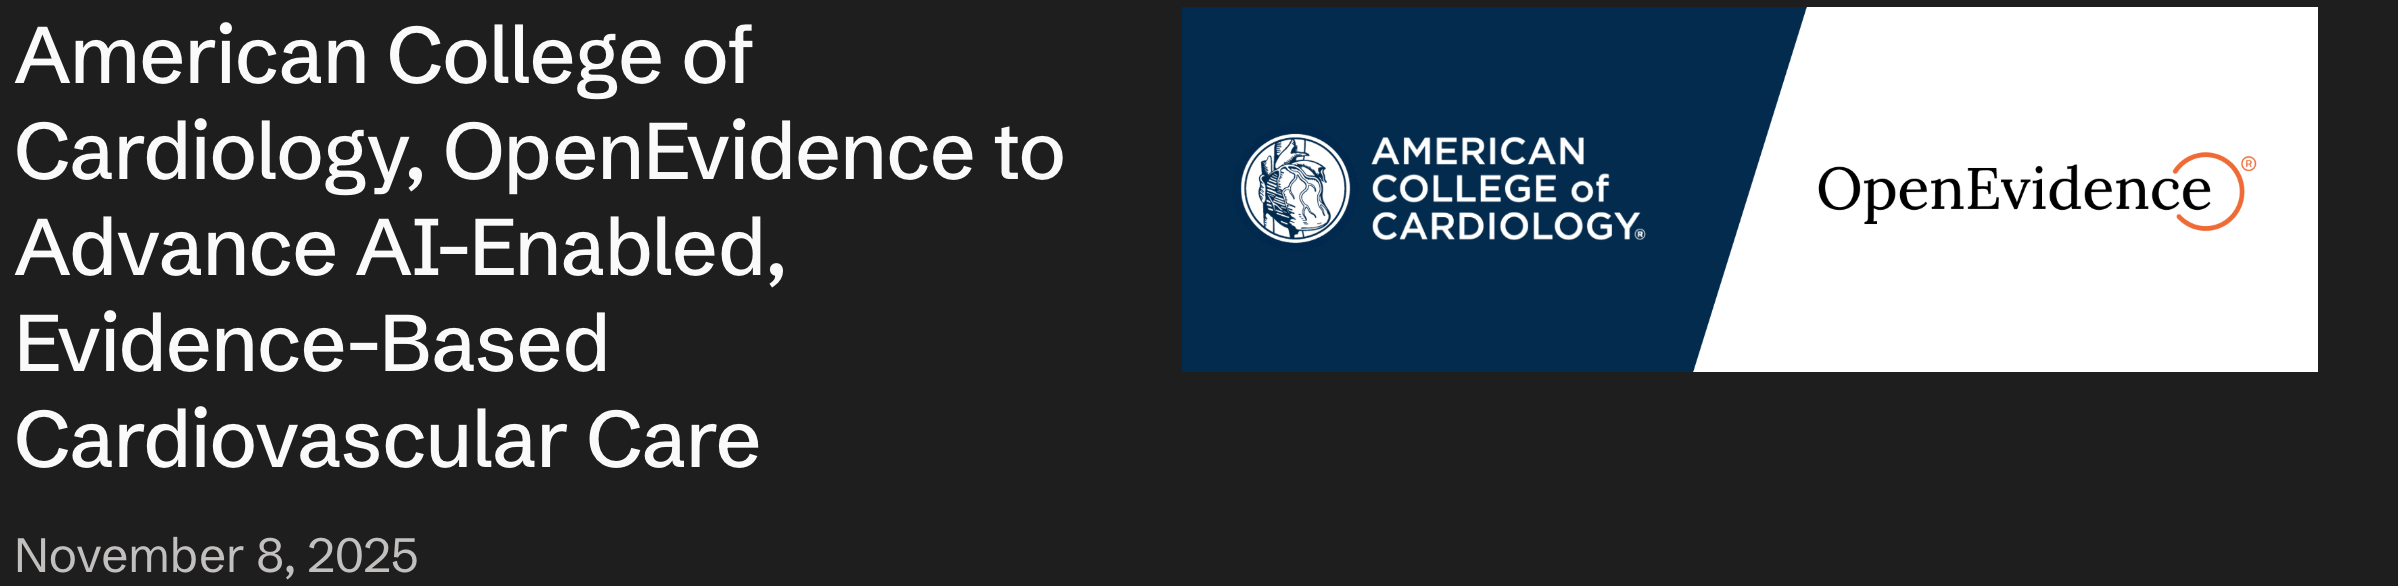 American College of
Cardiology, OpenEvidence to
Advance AI-Enabled,
Evidence-Based
Cardiovascular Care
November 8, 2025
AMERICAN
COLLEGE of
CARDIOLOGY®
OpenEvidence®